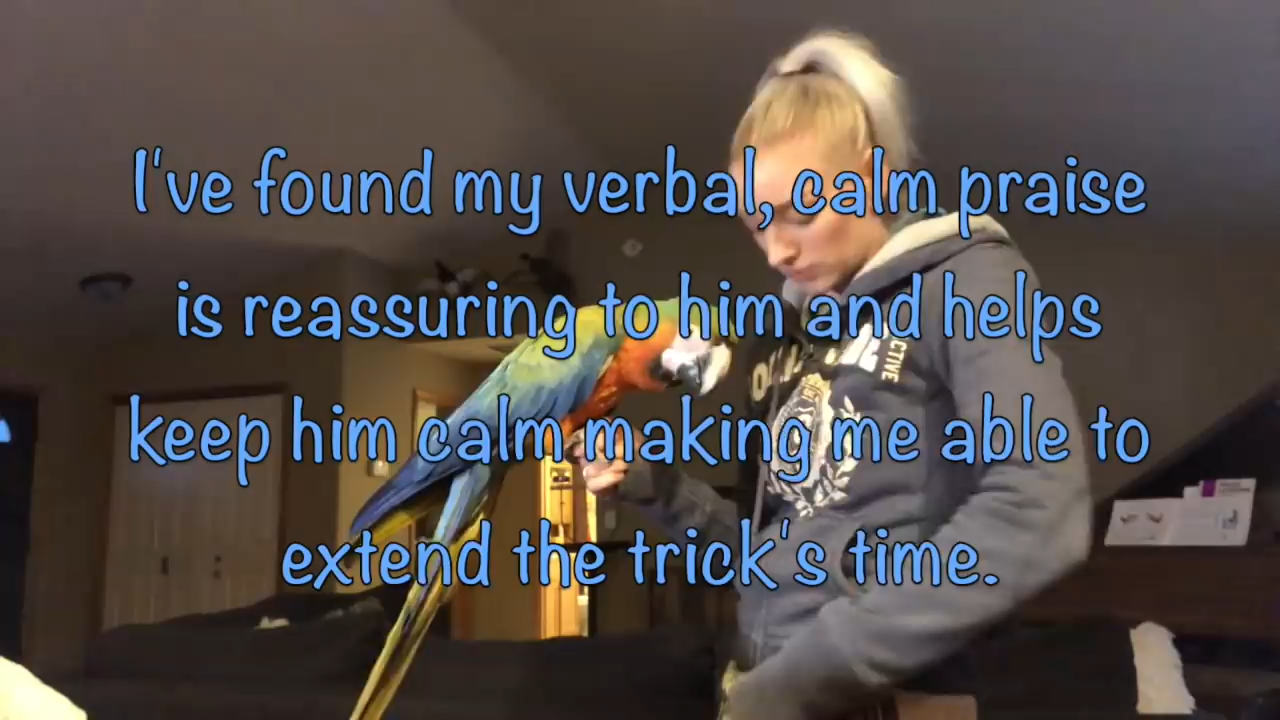 I've found my verbal, calm praise
is reassuring to him and helps
keep him calm making me able to
extend the trick's time.
CTIVE